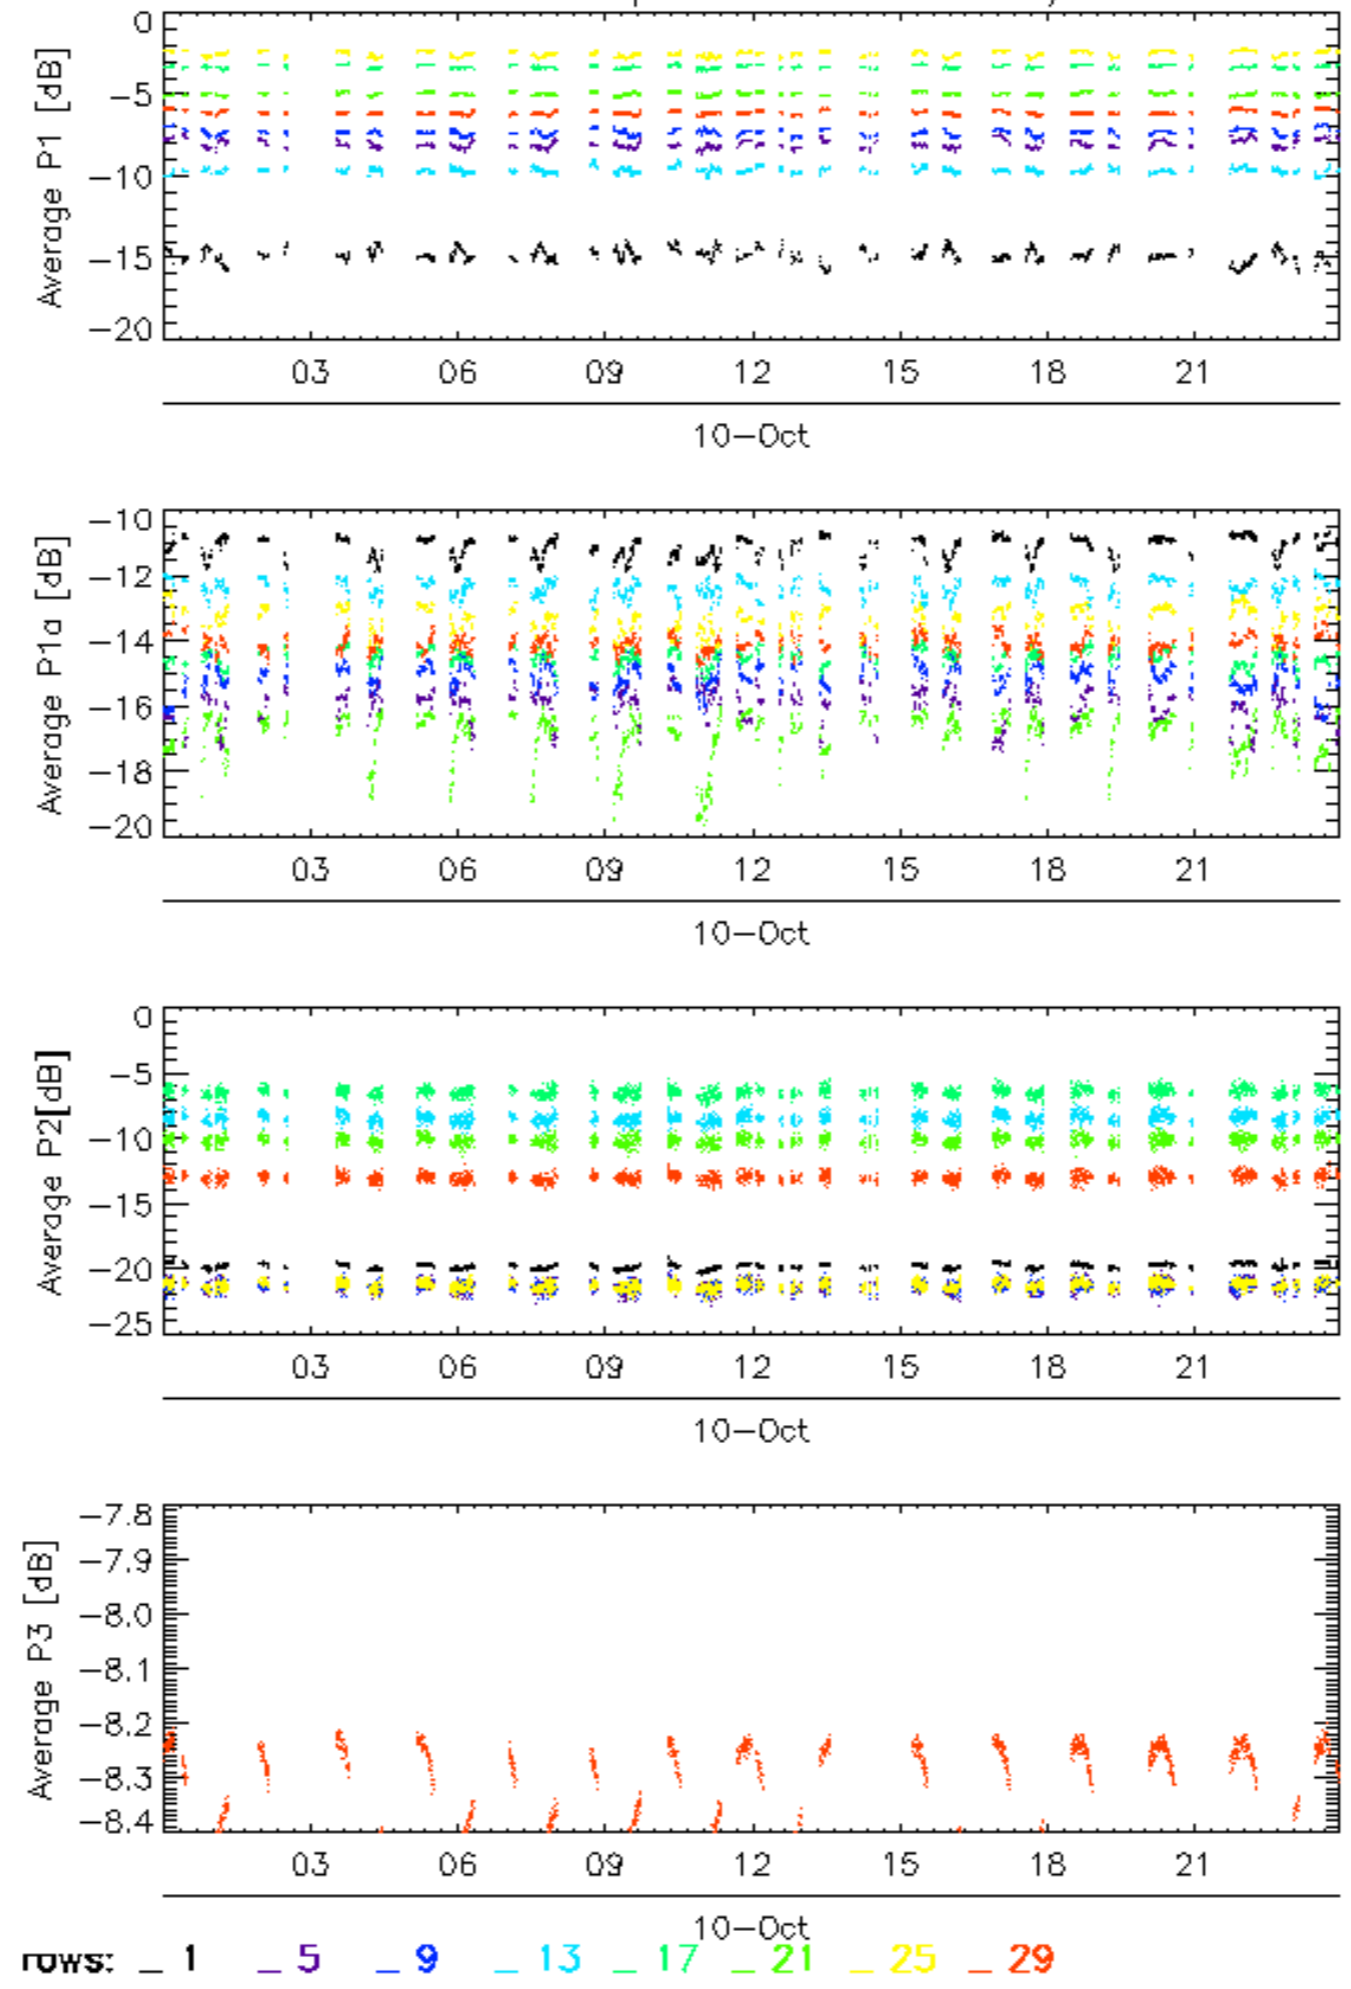 Average P1 [dB]
0
−5
−10
−15
−20
03 06 09 12 15 18 21
10−Oct
Average P1a [dB]
−10
−12
−14
−16
−18
−20
03 06 09 12 15 18 21
10−Oct
Average P2[dB]
0
−5
−10
−15
−20
−25
03 06 09 12 15 18 21
10−Oct
Average P3 [dB]
−7.8
−7.9
−8.0
−8.1
−8.2
−8.3
−8.4
03 06 09 12 15 18 21
10−Oct
rows: _ 1 _ 5 _ 9 _ 13 _ 17 _ 21 _ 25 _ 29